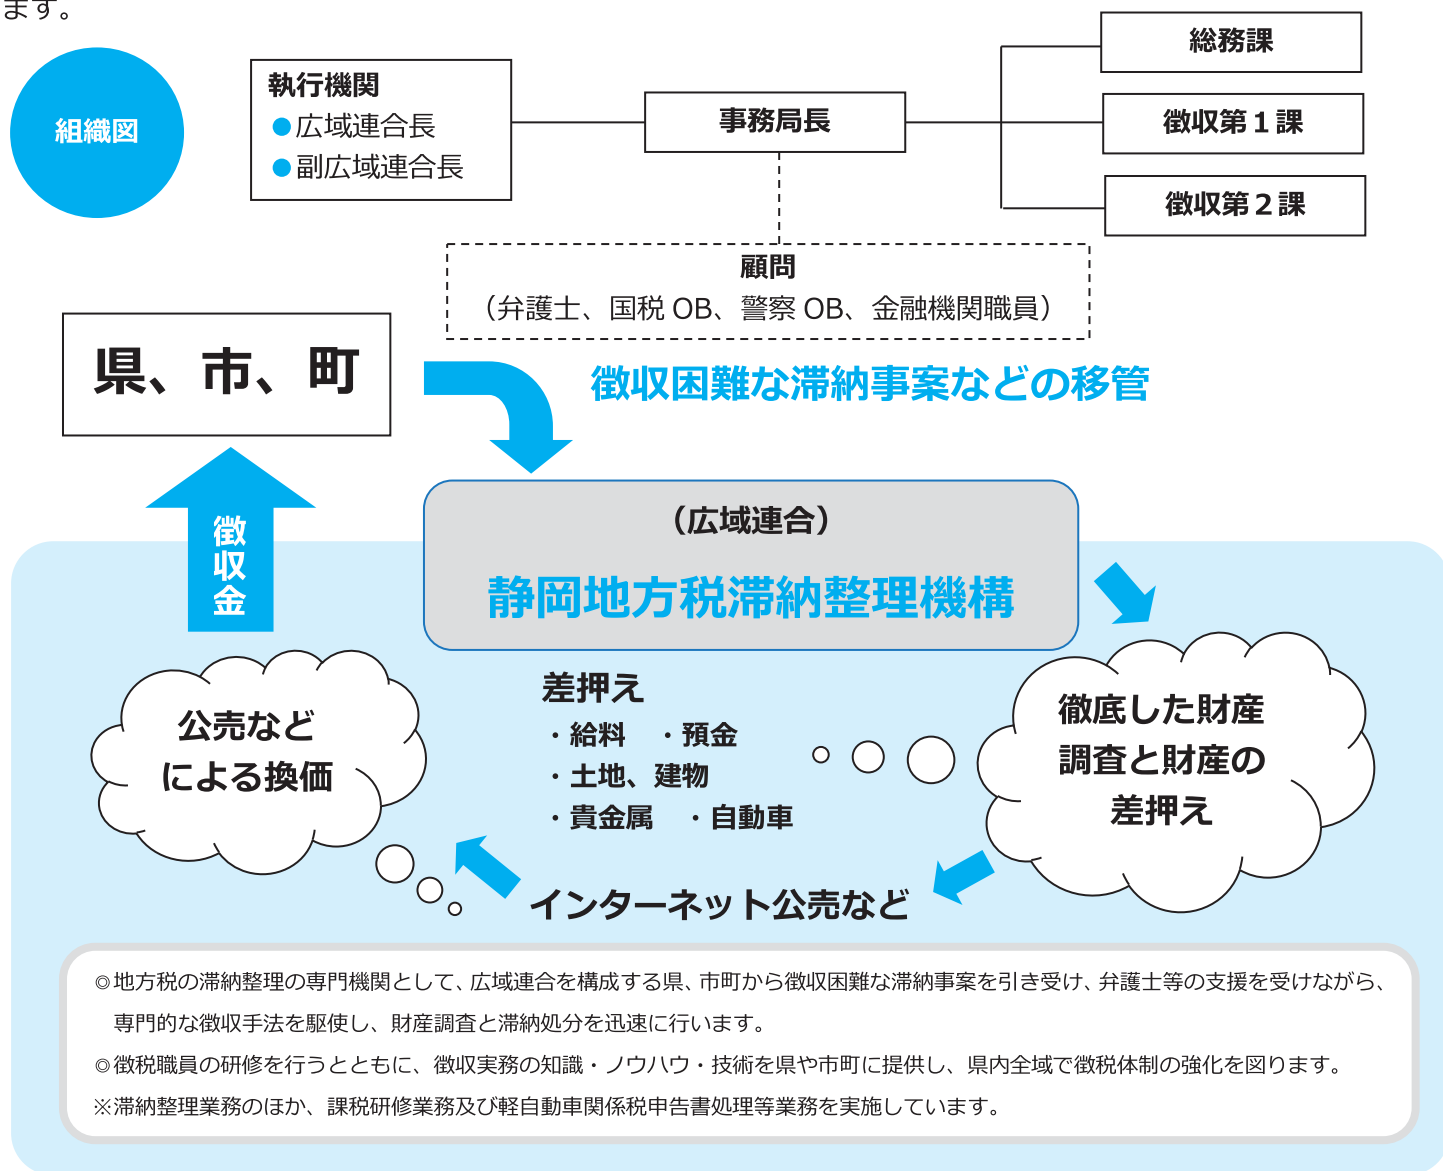 ます。
組織図
執行機関
●広域連合長
●副広域連合長
事務局長
総務課
徴収第１課
徴収第２課
顧問
（弁護士、国税 OB、警察 OB、金融機関職員）
県、市、町
徴収困難な滞納事案などの移管
徴収金
（広域連合）
静岡地方税滞納整理機構
徹底した財産
調査と財産の
差押え
差押え
・給料　・預金
・土地、建物
・貴金属　・自動車
インターネット公売など
公売など
による換価
◎地方税の滞納整理の専門機関として、広域連合を構成する県、市町から徴収困難な滞納事案を引き受け、弁護士等の支援を受けながら、
専門的な徴収手法を駆使し、財産調査と滞納処分を迅速に行います。
◎徴税職員の研修を行うとともに、徴収実務の知識・ノウハウ・技術を県や市町に提供し、県内全域で徴税体制の強化を図ります。
※滞納整理業務のほか、課税研修業務及び軽自動車関係税申告書処理等業務を実施しています。